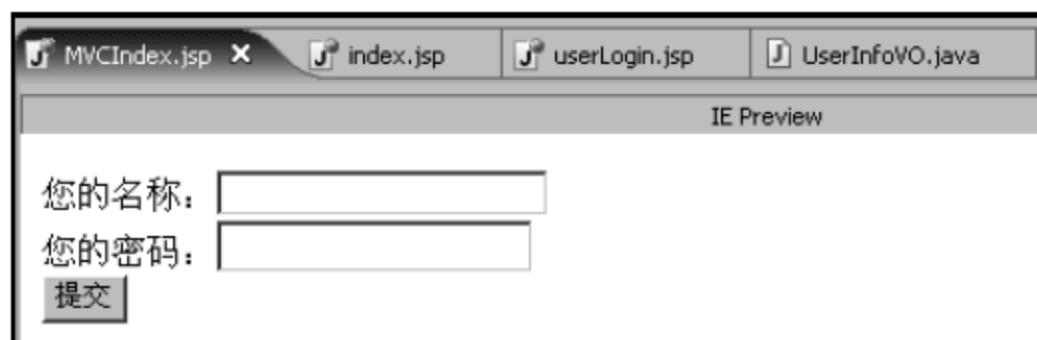 MVCIndex.jsp index.jsp userLogin.jsp UserInfoVO.java
IE Preview
您的名称：
您的密码：
提交